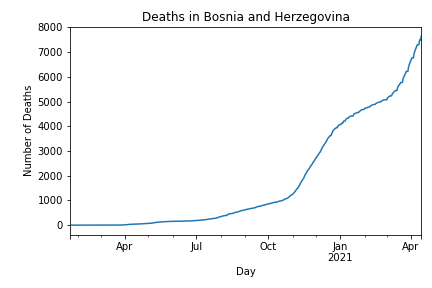 Deaths in Bosnia and Herzegovina
8000
7000
6000
5000
4000
3000
2000
1000
0
Number of Deaths
Apr Jul Oct Jan Apr
2021
Day